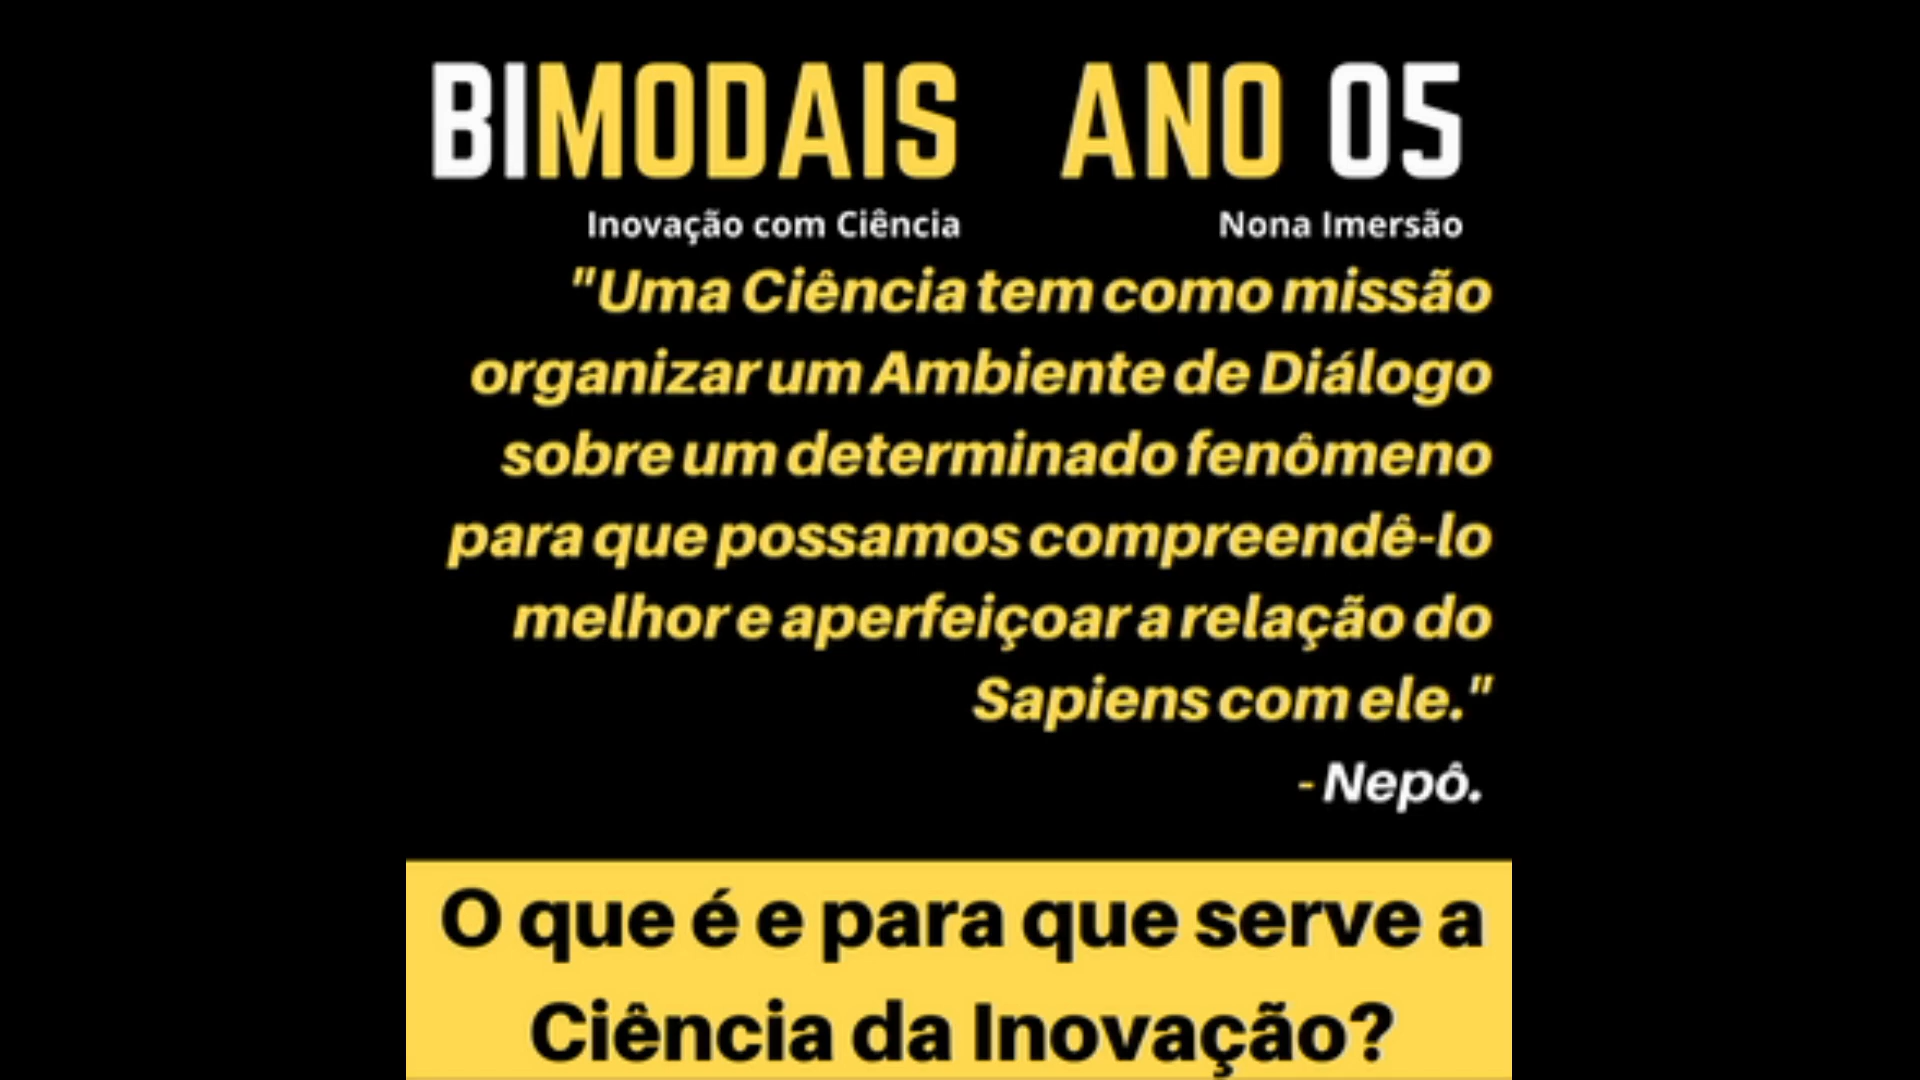 BIMODAIS ANO 05
Inovação com Ciência Nona Imersão
"Uma Ciência tem como missão
organizar um Ambiente de Diálogo
sobre um determinado fenômeno
para que possamos compreendê-lo
melhor e aperfeiçoar a relação do
Sapiens com ele."
- Nepô.
O que é e para que serve a
Ciência da Inovação?